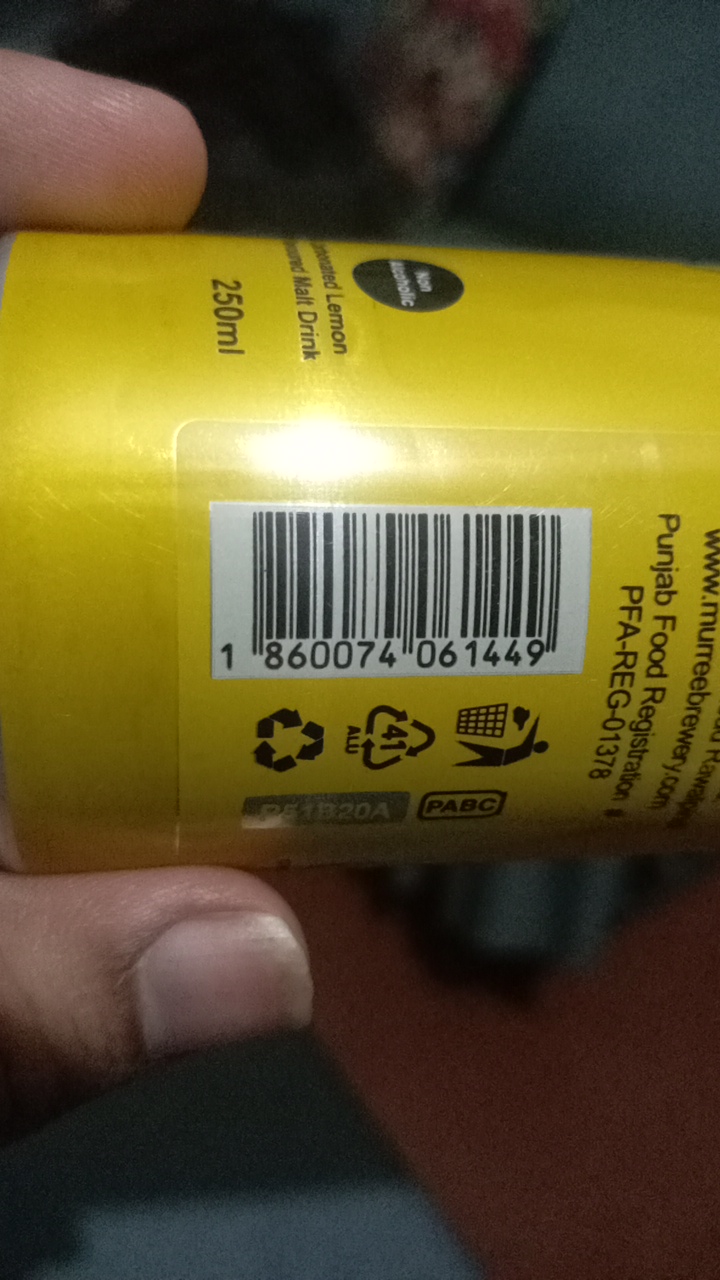 Non
Alcoholic
Lemon
Malt Drink
250ml
1 860074 061449
41
ALU
PABC
www.murreebrewery.com
Punjab Food Registration #
PFA-REG-01378